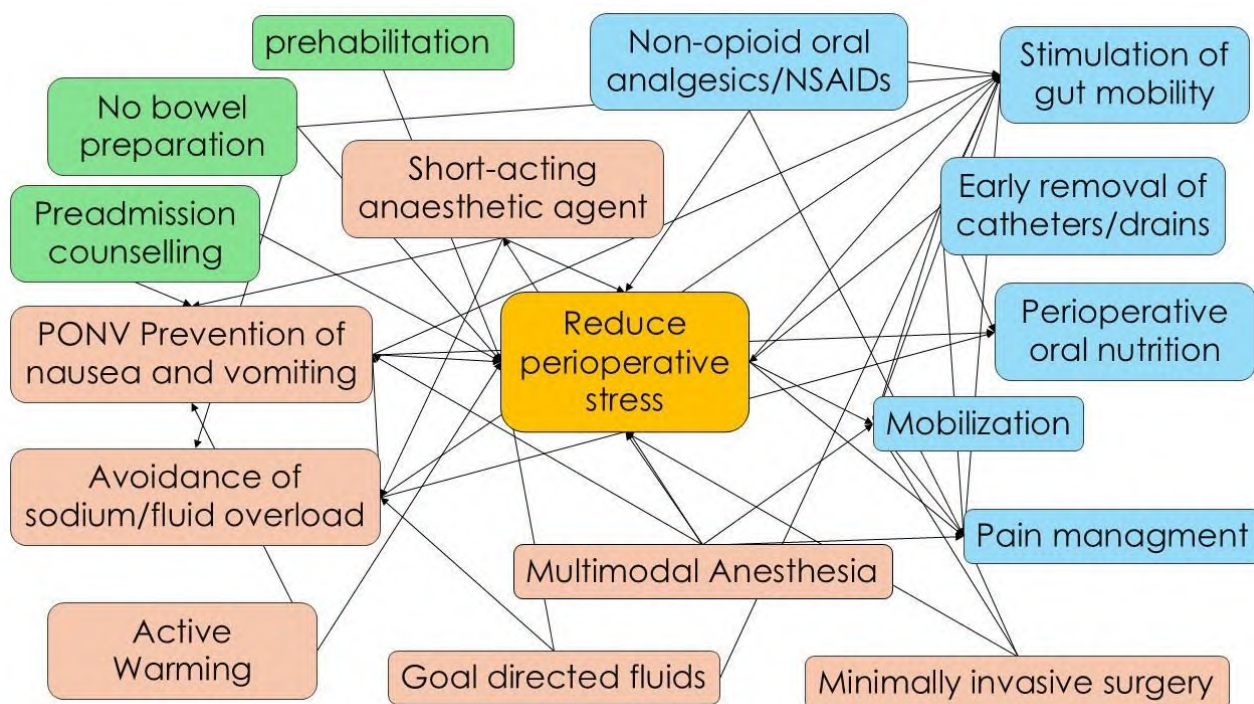 prehabilitation
Non-opioid oral
analgesics/NSAIDs
Stimulation of
gut mobility
No bowel
preparation
Short-acting
anaesthetic agent
Early removal of
catheters/drains
Preadmission
counselling
PONV Prevention of
nausea and vomiting
Reduce
perioperative
stress
Perioperative
oral nutrition
Mobilization
Avoidance of
sodium/fluid overload
Pain managment
Multimodal Anesthesia
Active
Warming
Goal directed fluids
Minimally invasive surgery